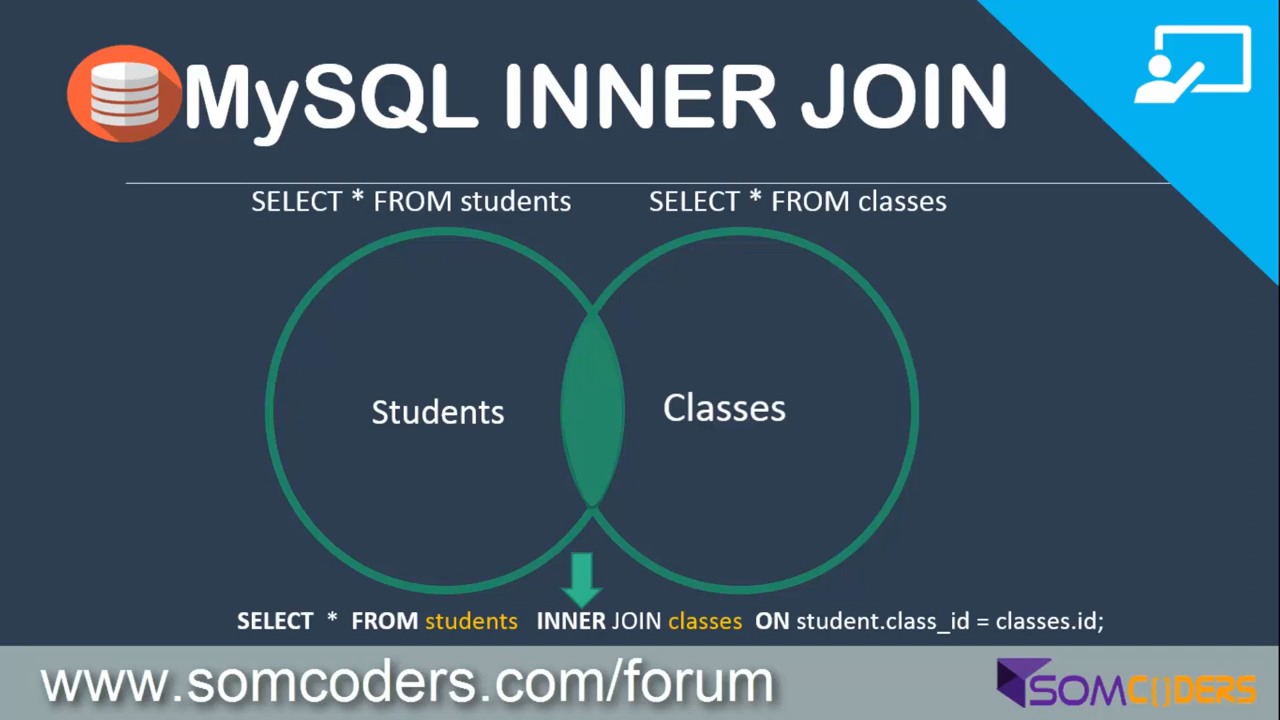 MySQL INNER JOIN
SELECT * FROM students
SELECT * FROM classes
Students
Classes
SELECT * FROM students INNER JOIN classes ON student.class_id = classes.id;
www.somcoders.com/forum
SOMC()DERS